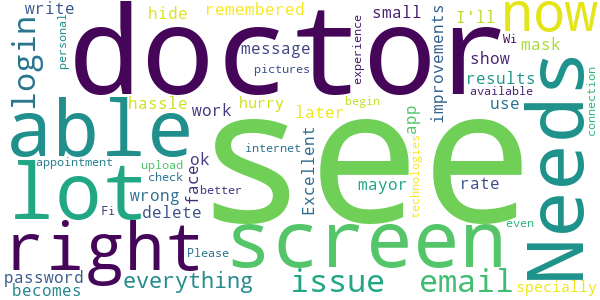 write
hide
remembered
small
I'll
now
personal
doctor
login
message
pictures
experience
show
Wi
improvements
mask
results
available
use
connection
hassle
hurry
work
later
begin
able
see
app
Needs
appointment
upload
check
ok
internet
Excellent
technologies
lot
face
better
mayor
rate
wrong
delete
Fi
Please
right
screen
even
password
becomes
everything
issue
email
specially